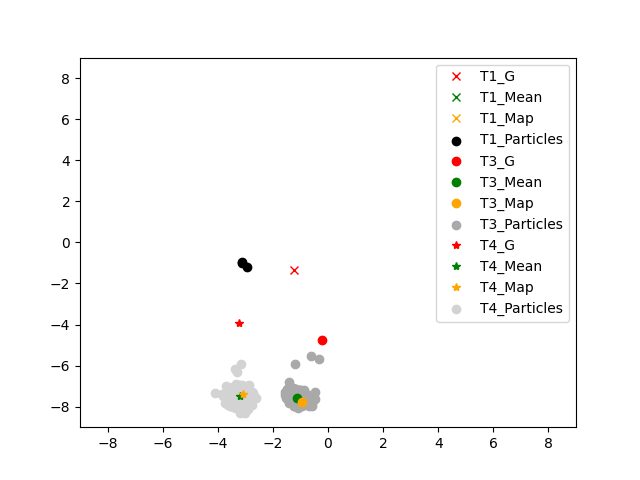 8
6
4
2
0
−2
−4
−6
−8
−8
−6
−4
−2
0
2
4
6
8
T1_G
T1_Mean
T1_Map
T1_Particles
T3_G
T3_Mean
T3_Map
T3_Particles
T4_G
T4_Mean
T4_Map
T4_Particles